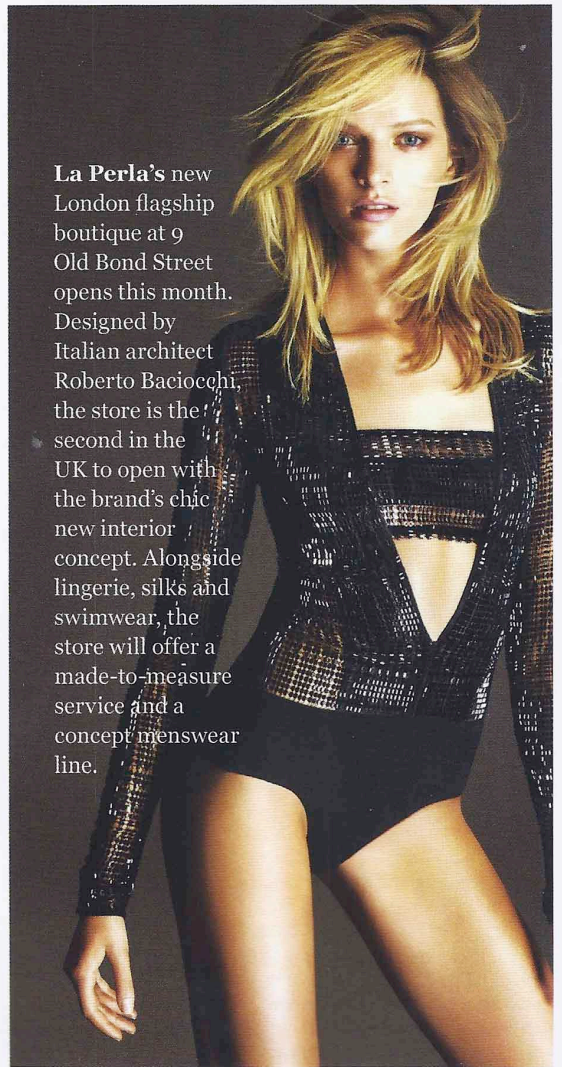 La Perla's new
London flagship
boutique at 9
Old Bond Street
opens this month.
Designed by
Italian architect
Roberto Baciocchi,
the store is the
second in the
UK to open with
the brand's chic
new interior
concept. Alongside
lingerie, silks and
swimwear, the
store will offer a
made-to-measure
service and a
concept menswear
line.